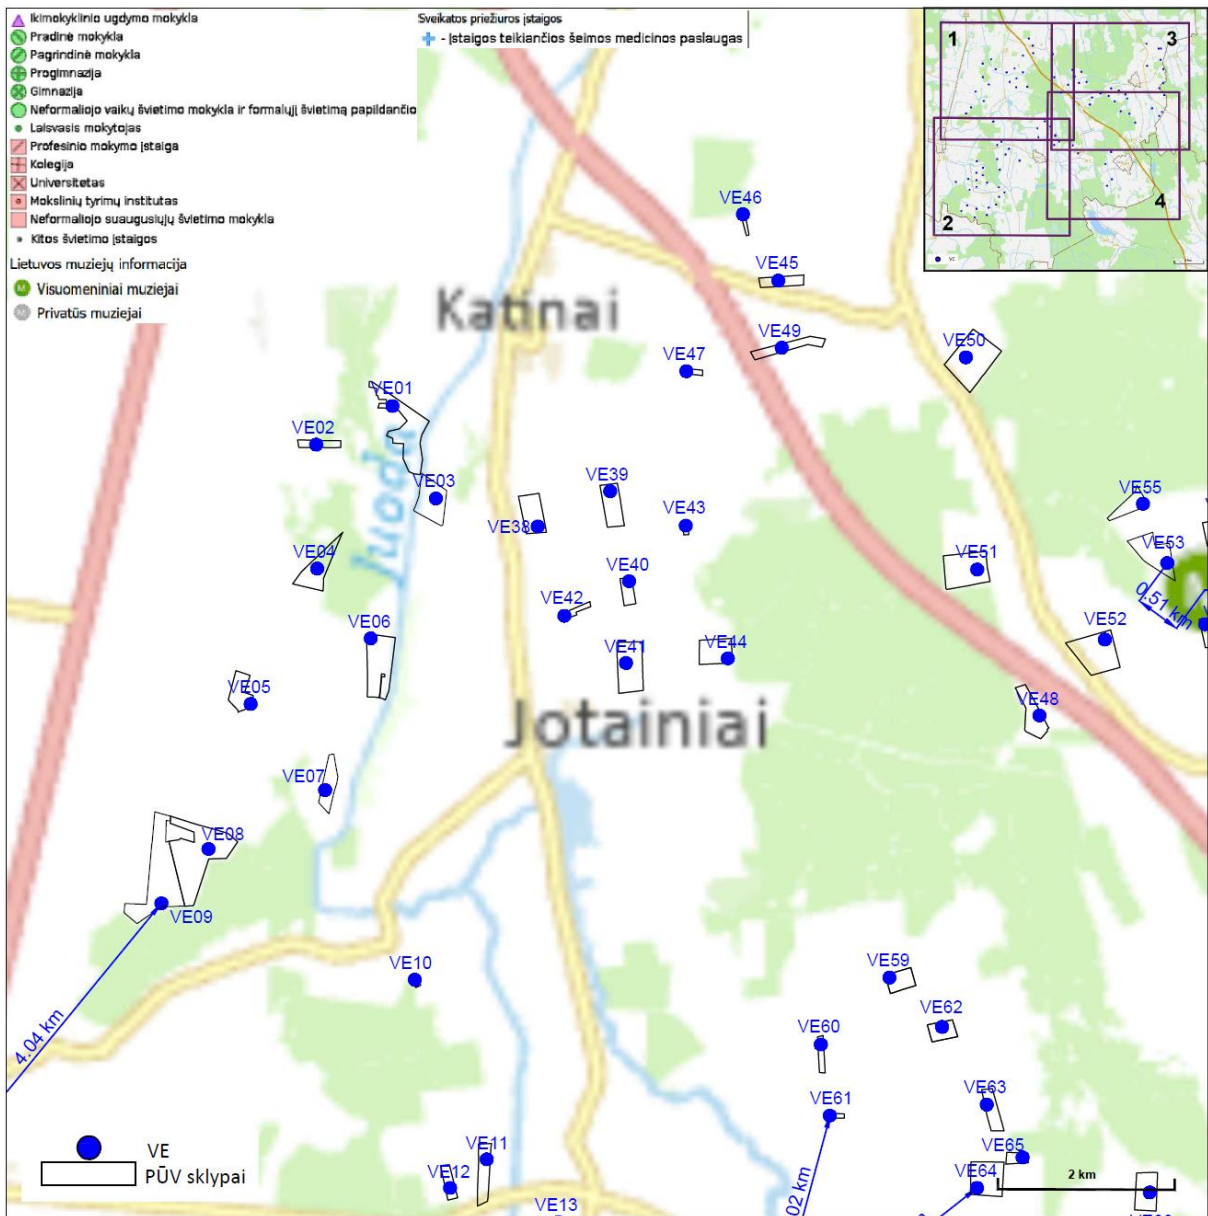 Ikimokyklinio ugdymo mokykla
Pradinė mokykla
Pagrindinė mokykla
Progimnazija
Gimnazija
Neformaliojo vaikų švietimo mokykla ir formalųjį švietimą papildančio
Laisvasis mokytojas
Profesinio mokymo įstaiga
Kolegija
Universitetas
Mokslinių tyrimų institutas
Neformaliojo suaugusiųjų švietimo mokykla
Kitos švietimo įstaigos
Lietuvos muziejų informacija
Visuomeniniai muziejai
Privatūs muziejai
Sveikatos priežiuros įstaigos
- Įstaigos teikiančios šeimos medicinos paslaugas
1
3
2
4
VE
VE46
VE45
Katinai
VE49
VE50
VE47
VE01
VE02
Juoda
VE03
VE39
VE38
VE43
VE55
VE53
VE04
VE40
VE51
0.51 km
VE42
VE06
VE52
VE41
VE44
VE05
VE48
Jotainiai
VE07
VE08
VE09
VE10
VE59
4.04 km
VE62
VE60
VE63
VE61
VE11
VE65
VE12
VE64
02 km
2 km
VE13
VE
PŪV sklypai